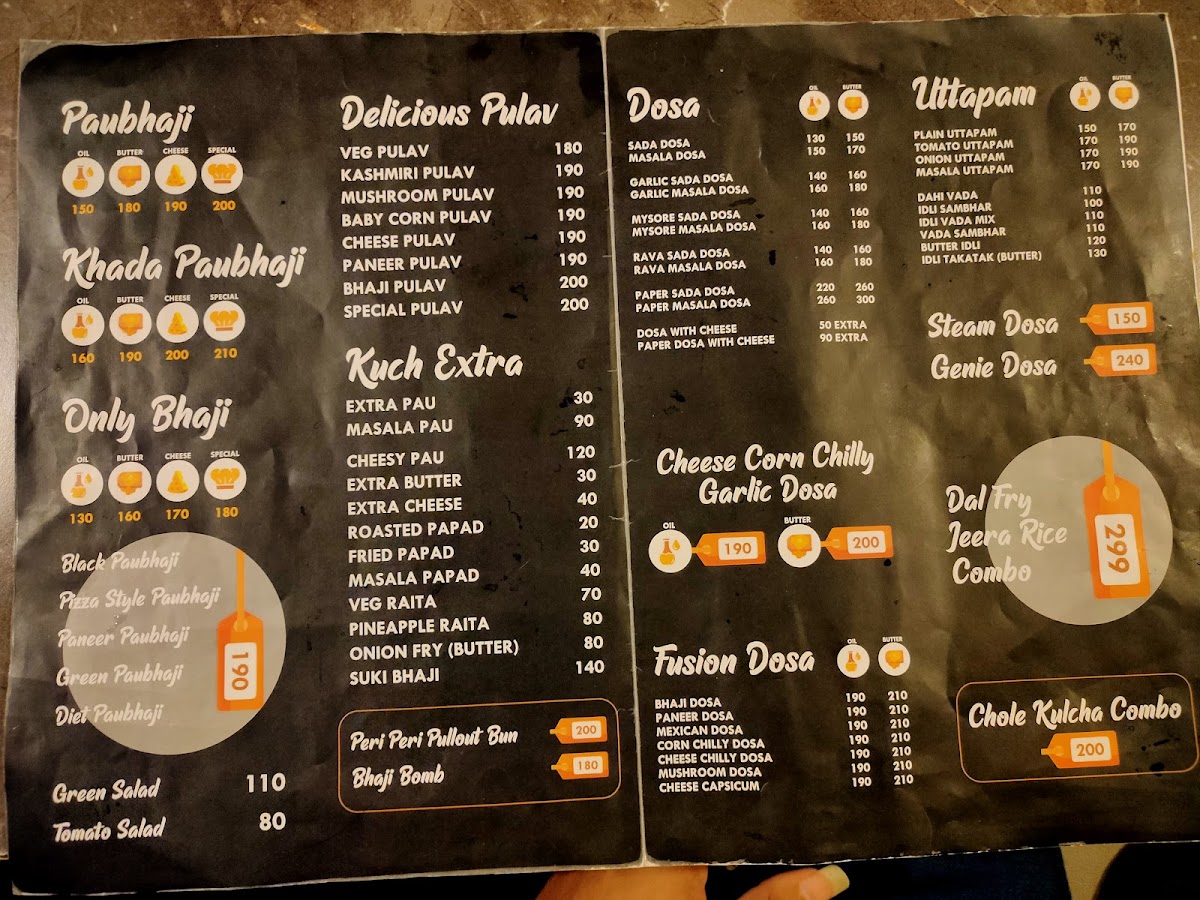 Paubhaji
OIL BUTTER CHEESE SPECIAL
150 180 190 200
Khada Paubhaji
OIL BUTTER CHEESE SPECIAL
160 190 200 210
Only Bhaji
OIL BUTTER CHEESE SPECIAL
130 160 170 180
Black Paubhaji
Pizza Style Paubhaji
Paneer Paubhaji
Green Paubhaji
Diet Paubhaji
190
Green Salad 110
Tomato Salad 80
Delicious Pulav
VEG PULAV 180
KASHMIRI PULAV 190
MUSHROOM PULAV 190
BABY CORN PULAV 190
CHEESE PULAV 190
PANEER PULAV 190
BHAJI PULAV 200
SPECIAL PULAV 200
Kuch Extra
EXTRA PAU 30
MASALA PAU 90
CHEESY PAU 120
EXTRA BUTTER 30
EXTRA CHEESE 40
ROASTED PAPAD 20
FRIED PAPAD 30
MASALA PAPAD 40
VEG RAITA 70
PINEAPPLE RAITA 80
ONION FRY (BUTTER) 80
SUKI BHAJI 140
Peri Peri Pullout Bun 200
Bhaji Bomb 180
Dosa OIL BUTTER
SADA DOSA 130 150
MASALA DOSA 150 170
GARLIC SADA DOSA 140 160
GARLIC MASALA DOSA 160 180
MYSORE SADA DOSA 140 160
MYSORE MASALA DOSA 160 180
RAVA SADA DOSA 140 160
RAVA MASALA DOSA 160 180
PAPER SADA DOSA 220 260
PAPER MASALA DOSA 260 300
DOSA WITH CHEESE 50 EXTRA
PAPER DOSA WITH CHEESE 90 EXTRA
Cheese Corn Chilly
Garlic Dosa
OIL 190 BUTTER 200
Fusion Dosa OIL BUTTER
BHAJI DOSA 190 210
PANEER DOSA 190 210
MEXICAN DOSA 190 210
CORN CHILLY DOSA 190 210
CHEESE CHILLY DOSA 190 210
MUSHROOM DOSA 190 210
CHEESE CAPSICUM 190 210
Uttapam OIL BUTTER
PLAIN UTTAPAM 150 170
TOMATO UTTAPAM 170 190
ONION UTTAPAM 170 190
MASALA UTTAPAM 170 190
DAHI VADA 110
IDLI SAMBHAR 100
IDLI VADA MIX 110
VADA SAMBHAR 110
BUTTER IDLI 120
IDLI TAKATAK (BUTTER) 130
Steam Dosa 150
Genie Dosa 240
Dal Fry
Jeera Rice
Combo
299
Chole Kulcha Combo
200